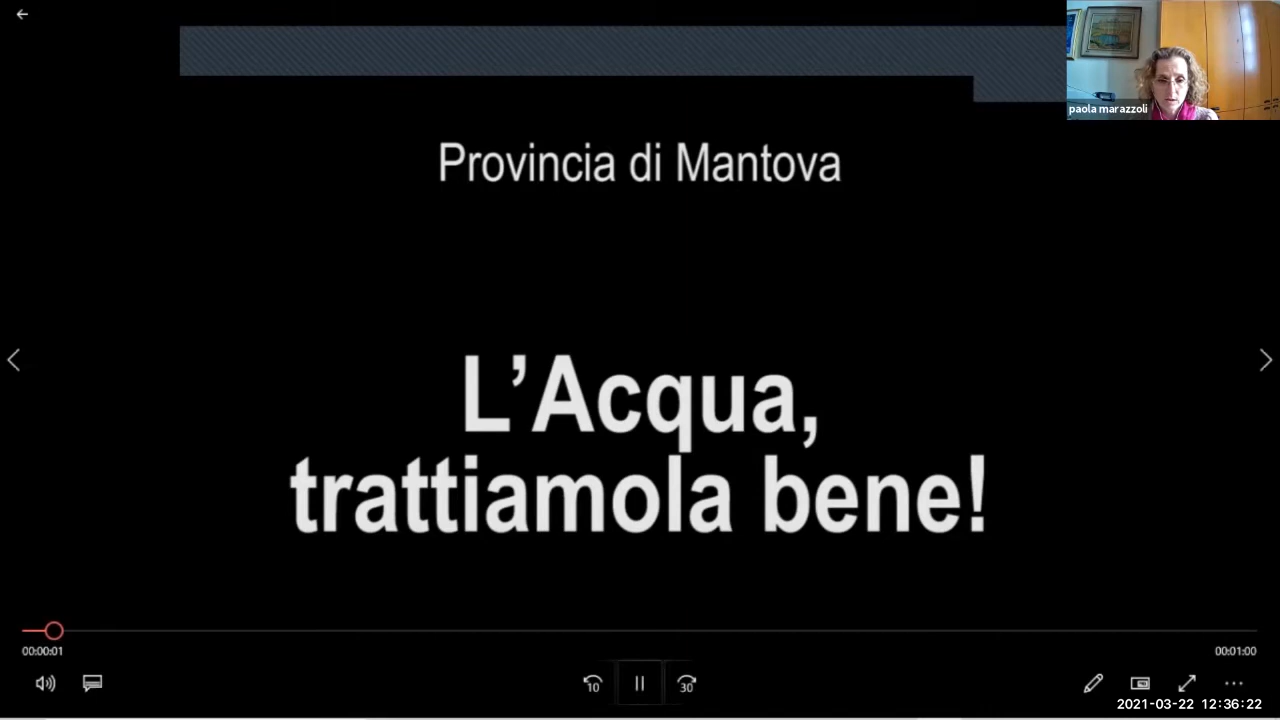 paola marazzoli
Provincia di Mantova
L’Acqua,
trattiamola bene!
00:00:01
00:01:00
10
30
2021-03-22 12:36:22